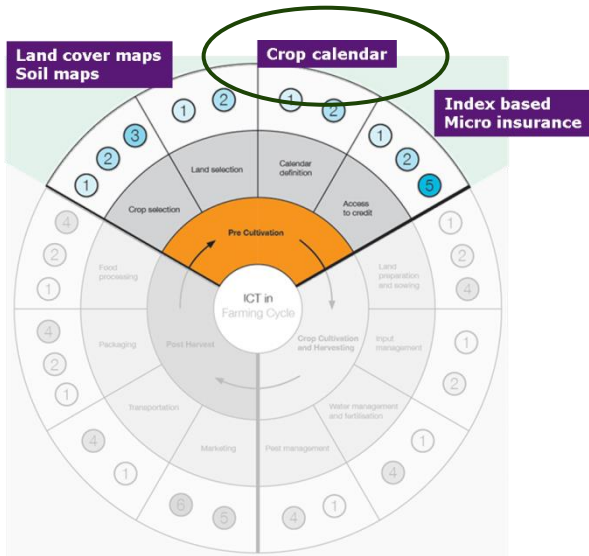 Land cover maps
Soil maps
Crop calendar
Index based
Micro insurance
1
2
3
1
2
1
2
1
2
5
Crop selection
Land selection
Calendar
definition
Access
to credit
Pre Cultivation
ICT in
Farming Cycle
Crop Cultivation
and Harvesting
Post Harvest
Land
preparation
and sowing
1
2
4
Input
management
1
2
Water management
and fertilisation
1
4
Pest management
1
4
Marketing
5
6
Transportation
1
4
Packaging
1
2
4
Food
processing
1
2
4